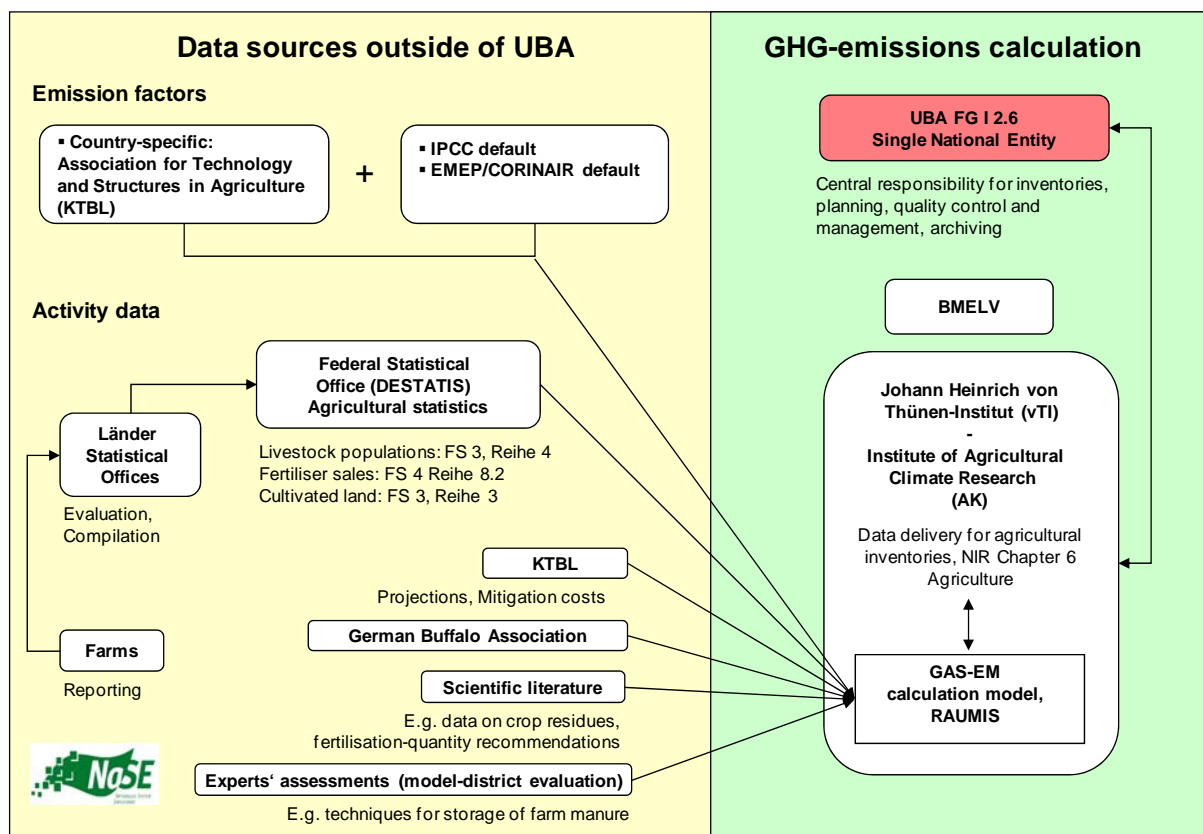 Data sources outside of UBA
Emission factors
▪ Country-specific:
Association for Technology
and Structures in Agriculture
(KTBL)
+
▪ IPCC default
▪ EMEP/CORINAIR default
Activity data
Federal Statistical
Office (DESTATIS)
Agricultural statistics
Livestock populations: FS 3, Reihe 4
Fertiliser sales: FS 4 Reihe 8.2
Cultivated land: FS 3, Reihe 3
Länder
Statistical
Offices
Evaluation,
Compilation
Farms
Reporting
KTBL
Projections, Mitigation costs
German Buffalo Association
Scientific literature
E.g. data on crop residues,
fertilisation-quantity recommendations
Experts‘ assessments (model-district evaluation)
E.g. techniques for storage of farm manure
NaSE
GHG-emissions calculation
UBA FG I 2.6
Single National Entity
Central responsibility for inventories,
planning, quality control and
management, archiving
BMELV
Johann Heinrich von
Thünen-Institut (vTI)
-
Institute of Agricultural
Climate Research
(AK)
Data delivery for agricultural
inventories, NIR Chapter 6
Agriculture
GAS-EM
calculation model,
RAUMIS